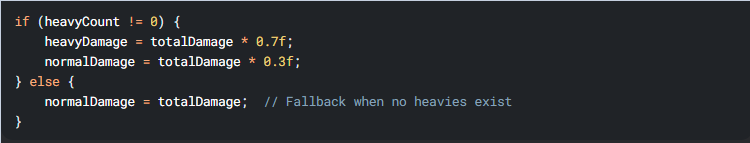 if (heavyCount != 0) {
    heavyDamage = totalDamage * 0.7f;
    normalDamage = totalDamage * 0.3f;
} else {
    normalDamage = totalDamage;  // Fallback when no heavies exist
}